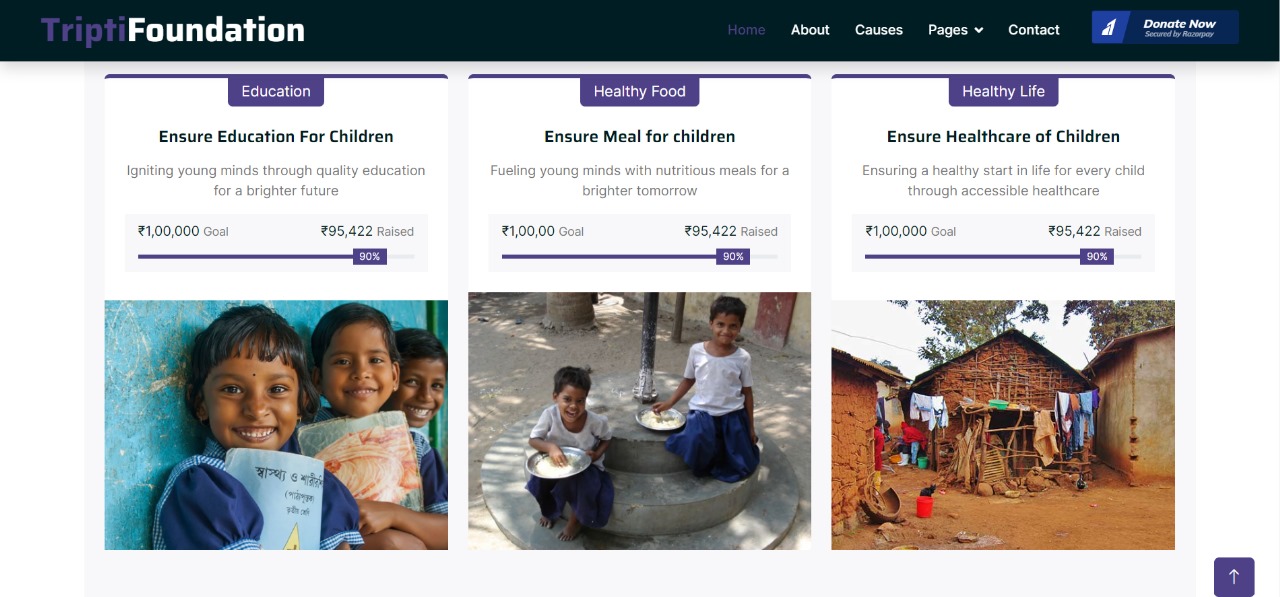 TriptiFoundation
Home About Causes Pages Contact
Donate Now
Secured by Razorpay
Education
Ensure Education For Children
Igniting young minds through quality education
for a brighter future
₹1,00,000 Goal ₹95,422 Raised
90%
Healthy Food
Ensure Meal for children
Fueling young minds with nutritious meals for a
brighter tomorrow
₹1,00,00 Goal ₹95,422 Raised
90%
Healthy Life
Ensure Healthcare of Children
Ensuring a healthy start in life for every child
through accessible healthcare
₹1,00,000 Goal ₹95,422 Raised
90%
স্বাস্থ্য ও শারীরি
(পাঠ্যপুস্তক)
তৃতীয় শ্রেণি